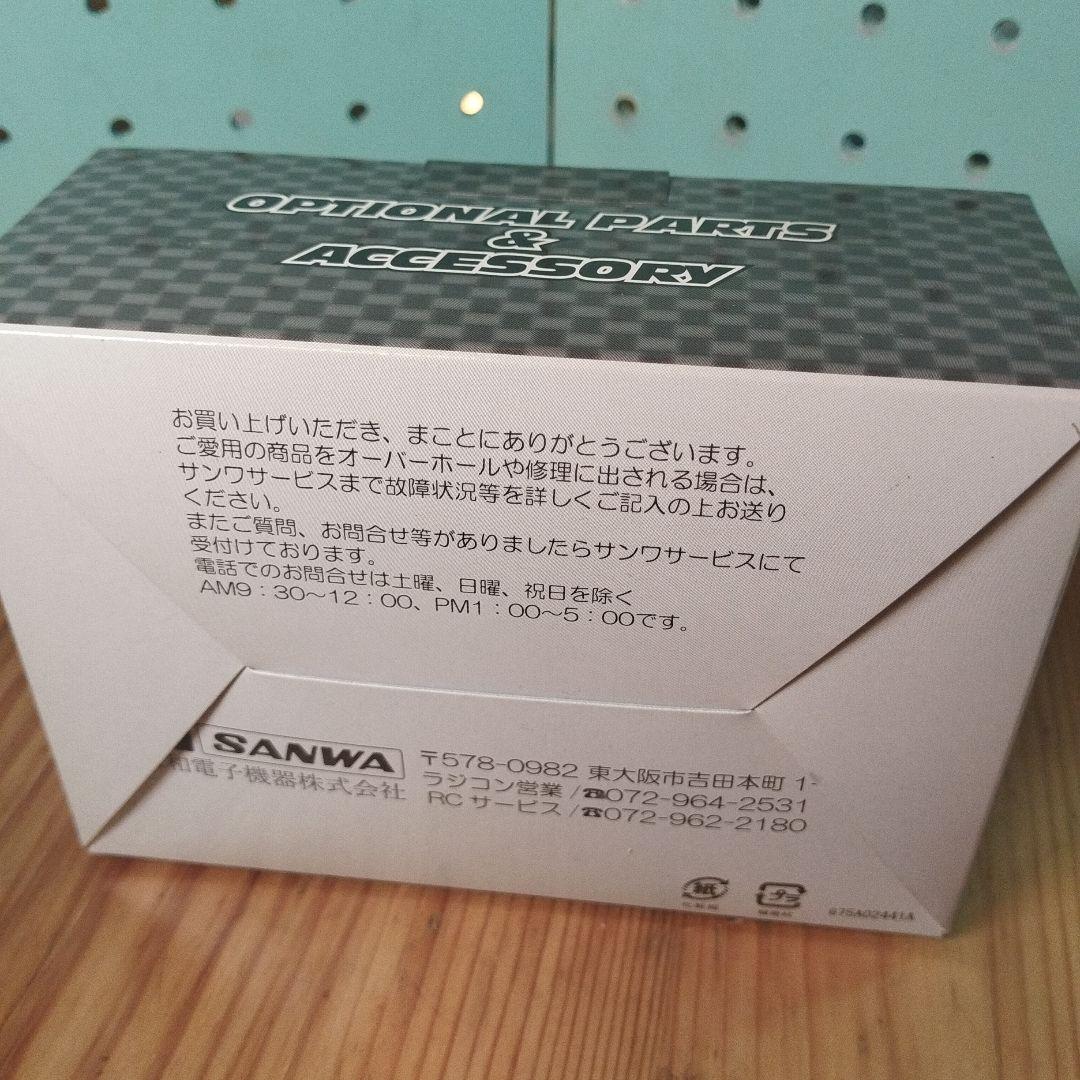 OPTIONAL PARTS
&
ACCESSORY
お買い上げいただき、まことにありがとうございます。
ご愛用の商品をオーバーホールや修理に出される場合は、
サンワサービスまで故障状況等を詳しくご記入の上お送り
ください。
またご質問、お問合せ等がありましたらサンワサービスにて
受付けております。
電話でのお問合せは土曜、日曜、祝日を除く
AM9：30〜12：00、PM1：00〜5：00です。
SANWA
和電子機器株式会社
〒578-0982 東大阪市吉田本町 1-
ラジコン営業 /☎072-964-2531
RC サービス /☎072-962-2180
紙
プラ